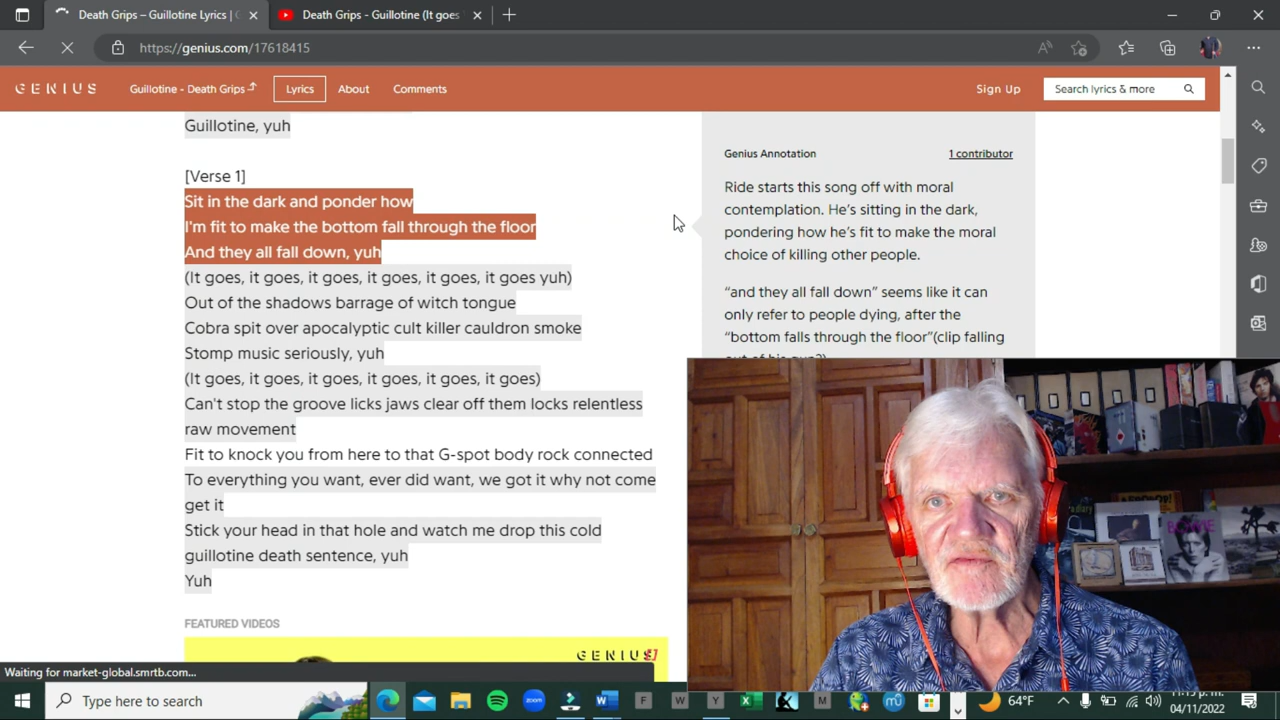 Death Grips – Guillotine Lyrics | G
Death Grips - Guillotine (It goes
https://genius.com/17618415
GENIUS
Guillotine - Death Grips
Lyrics
About
Comments
Sign Up
Search lyrics & more
Guillotine, yuh
[Verse 1]
Sit in the dark and ponder how
I'm fit to make the bottom fall through the floor
And they all fall down, yuh
(It goes, it goes, it goes, it goes, it goes, it goes yuh)
Out of the shadows barrage of witch tongue
Cobra spit over apocalyptic cult killer cauldron smoke
Stomp music seriously, yuh
(It goes, it goes, it goes, it goes, it goes, it goes)
Can't stop the groove licks jaws clear off them locks relentless
raw movement
Fit to knock you from here to that G-spot body rock connected
To everything you want, ever did want, we got it why not come
get it
Stick your head in that hole and watch me drop this cold
guillotine death sentence, yuh
Yuh
FEATURED VIDEOS
GENIUS
Genius Annotation
1 contributor
Ride starts this song off with moral
contemplation. He's sitting in the dark,
pondering how he's fit to make the moral
choice of killing other people.
“and they all fall down” seems like it can
only refer to people dying, after the
“bottom falls through the floor”(clip falling
out of his gun?)
BOWIE
Waiting for market-global.smrtb.com...
Type here to search
zoom
F
W
Y
M
64°F
11:15 p. m.
04/11/2022